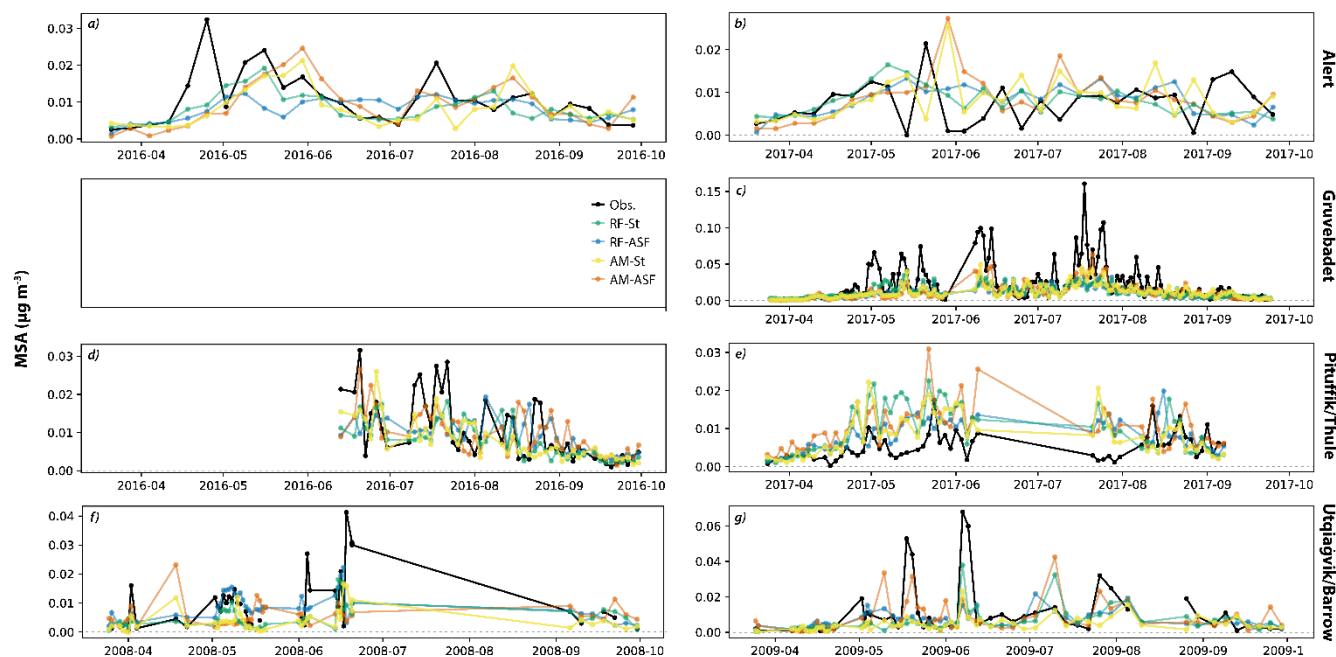 a)
0.03
0.02
0.01
0.00
2016-04 2016-05 2016-06 2016-07 2016-08 2016-09 2016-10
b)
0.02
0.01
0.00
2017-04 2017-05 2017-06 2017-07 2017-08 2017-09 2017-10
Alert
Obs.
RF-St
RF-ASF
AM-St
AM-ASF
c)
0.15
0.10
0.05
0.00
2017-04 2017-05 2017-06 2017-07 2017-08 2017-09 2017-10
Gruvebadet
MSA (µg m⁻³)
d)
0.03
0.02
0.01
0.00
2016-04 2016-05 2016-06 2016-07 2016-08 2016-09 2016-10
e)
0.03
0.02
0.01
0.00
2017-04 2017-05 2017-06 2017-07 2017-08 2017-09 2017-10
Pituffik/Thule
f)
0.04
0.03
0.02
0.01
0.00
2008-04 2008-05 2008-06 2008-07 2008-08 2008-09 2008-10
g)
0.06
0.04
0.02
0.00
2009-04 2009-05 2009-06 2009-07 2009-08 2009-09 2009-1
Utqiagvik/Barrow